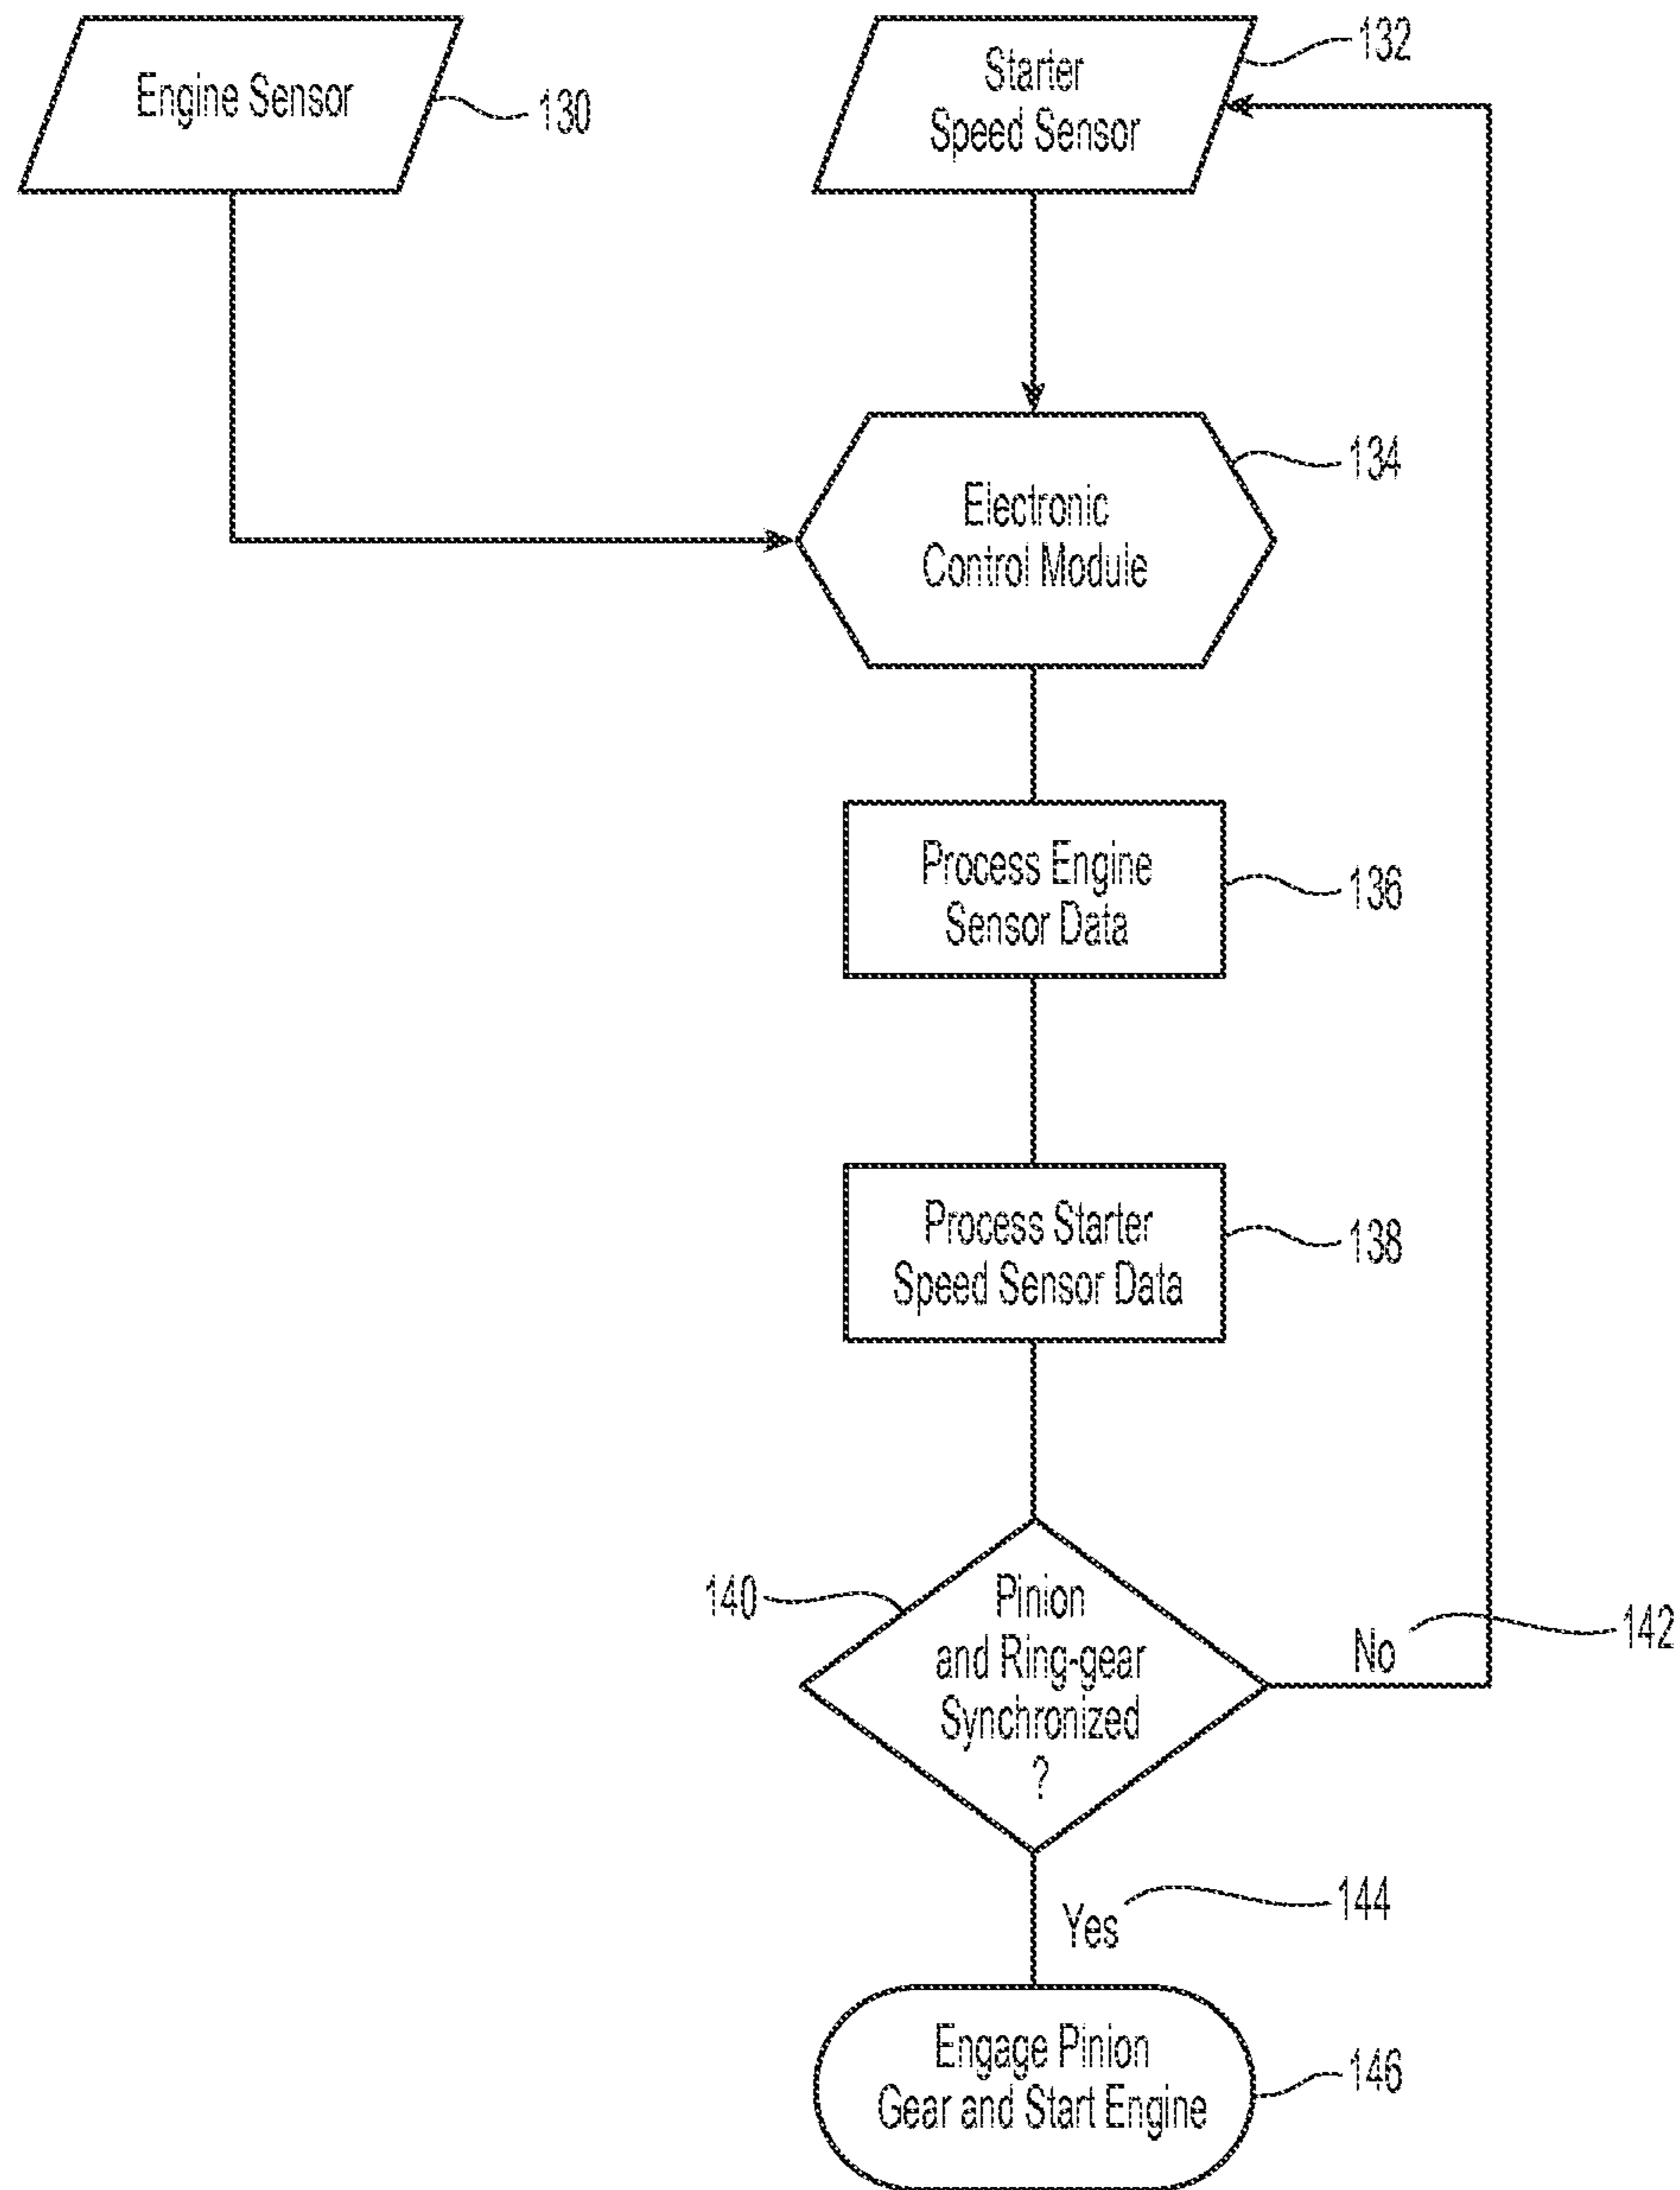 Engine Sensor
130
Starter
Speed Sensor
132
Electronic
Control Module
134
Process Engine
Sensor Data
136
Process Starter
Speed Sensor Data
138
140
Pinion
and Ring-gear
Synchronized
?
No
142
Yes
144
Engage Pinion
Gear and Start Engine
146